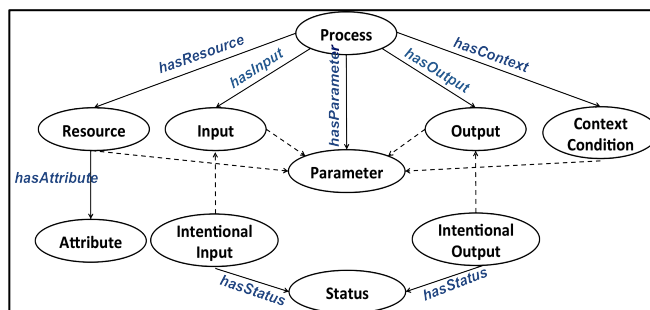 Process
hasResource
hasInput
hasParameter
hasOutput
hasContext
Resource
Input
Output
Context
Condition
Parameter
hasAttribute
Attribute
Intentional
Input
Intentional
Output
hasStatus
Status
hasStatus